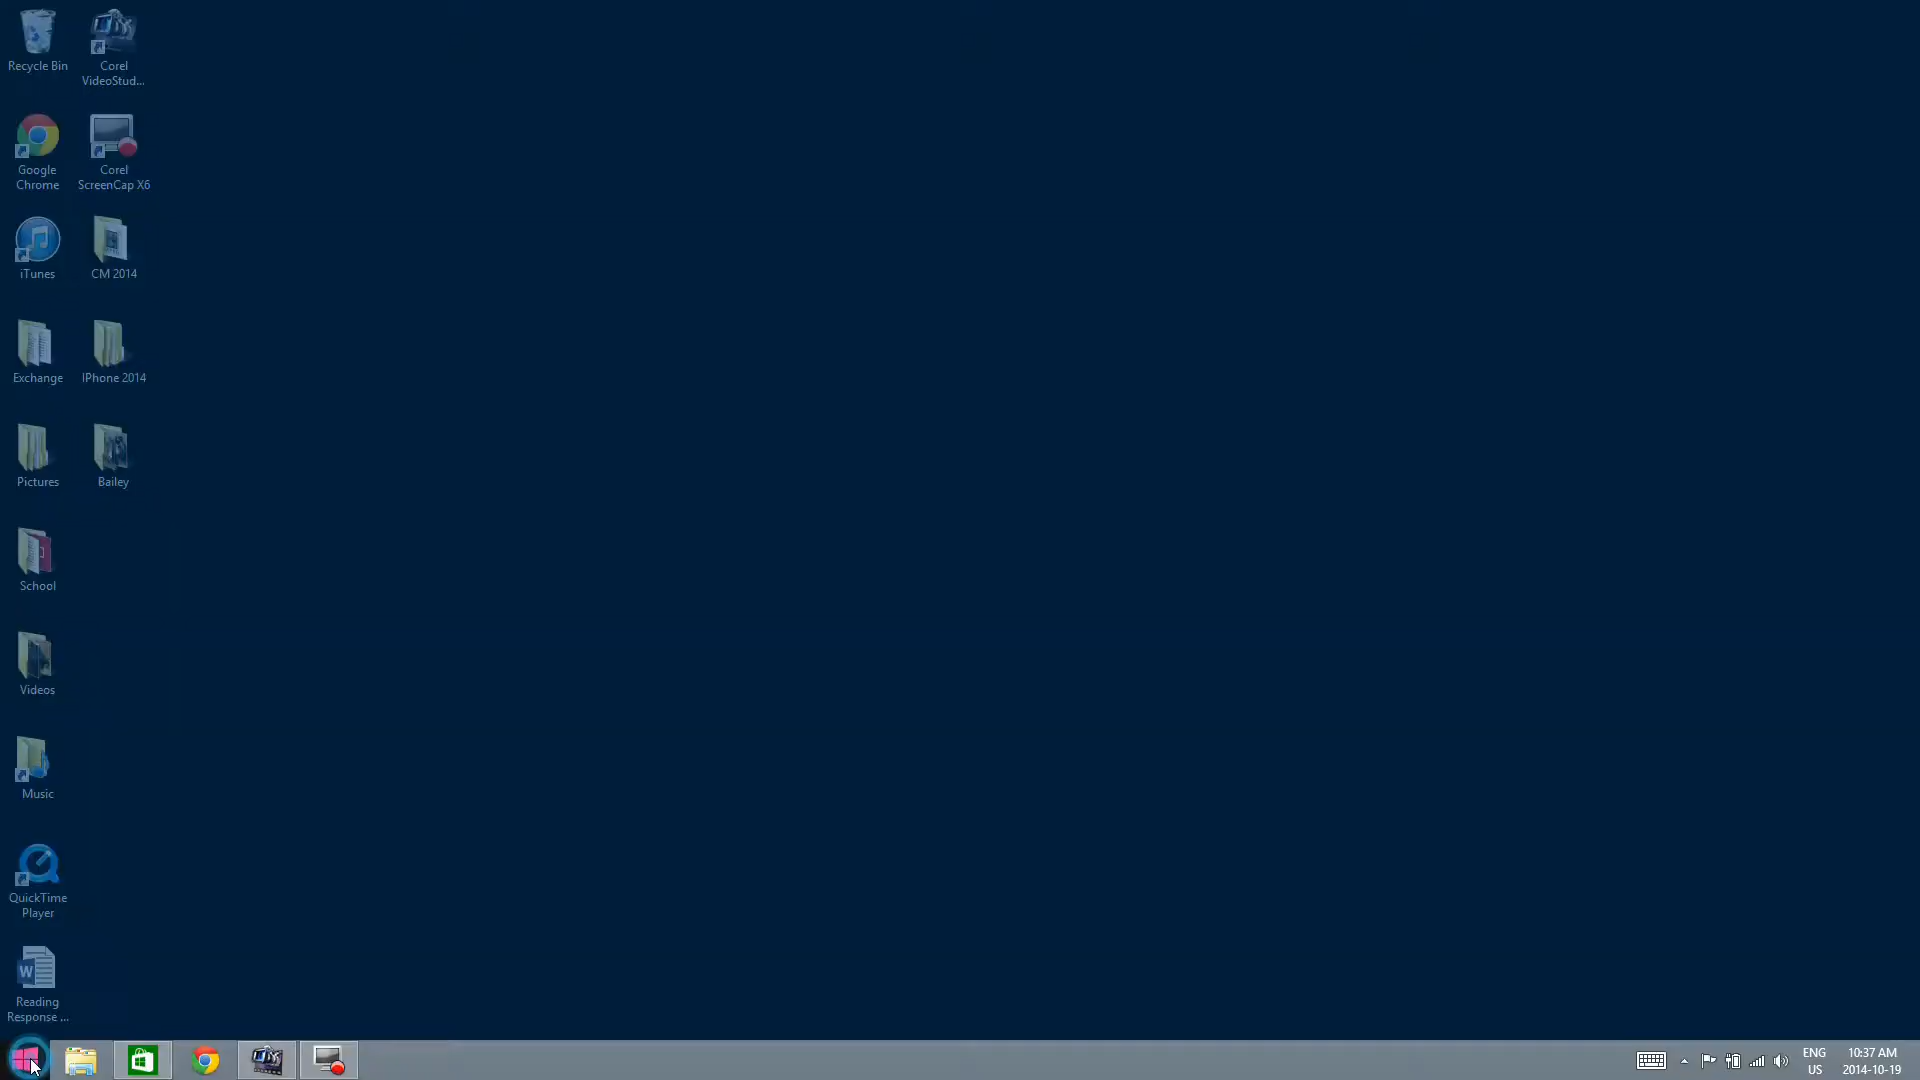 Recycle Bin
Corel
VideoStud...
Google
Chrome
Corel
ScreenCap X6
iTunes
CM 2014
Exchange
IPhone 2014
Pictures
Bailey
School
Videos
Music
QuickTime
Player
W
Reading
Response ...
ENG
US
10:37 AM
2014-10-19